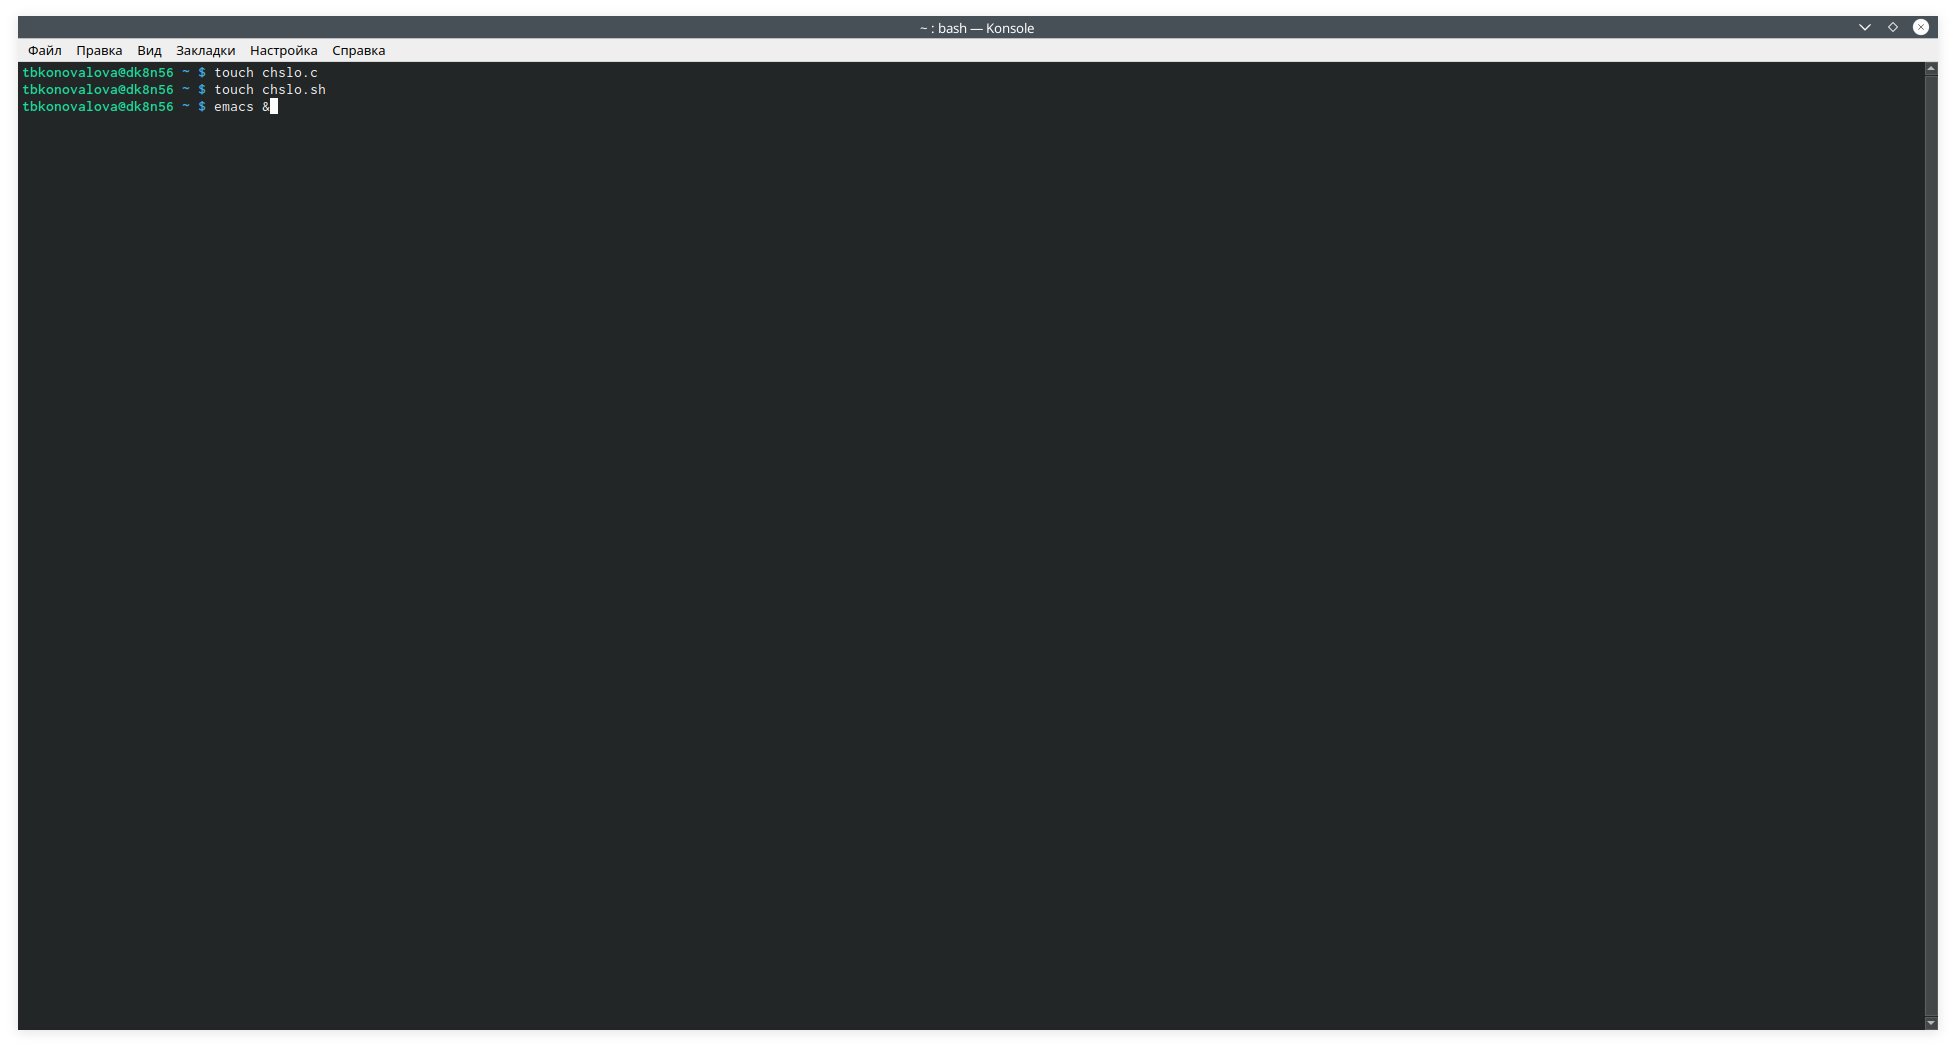 ~ : bash — Konsole
Файл Правка Вид Закладки Настройка Справка
tbkonovalova@dk8n56 ~ $ touch chslo.c
tbkonovalova@dk8n56 ~ $ touch chslo.sh
tbkonovalova@dk8n56 ~ $ emacs &